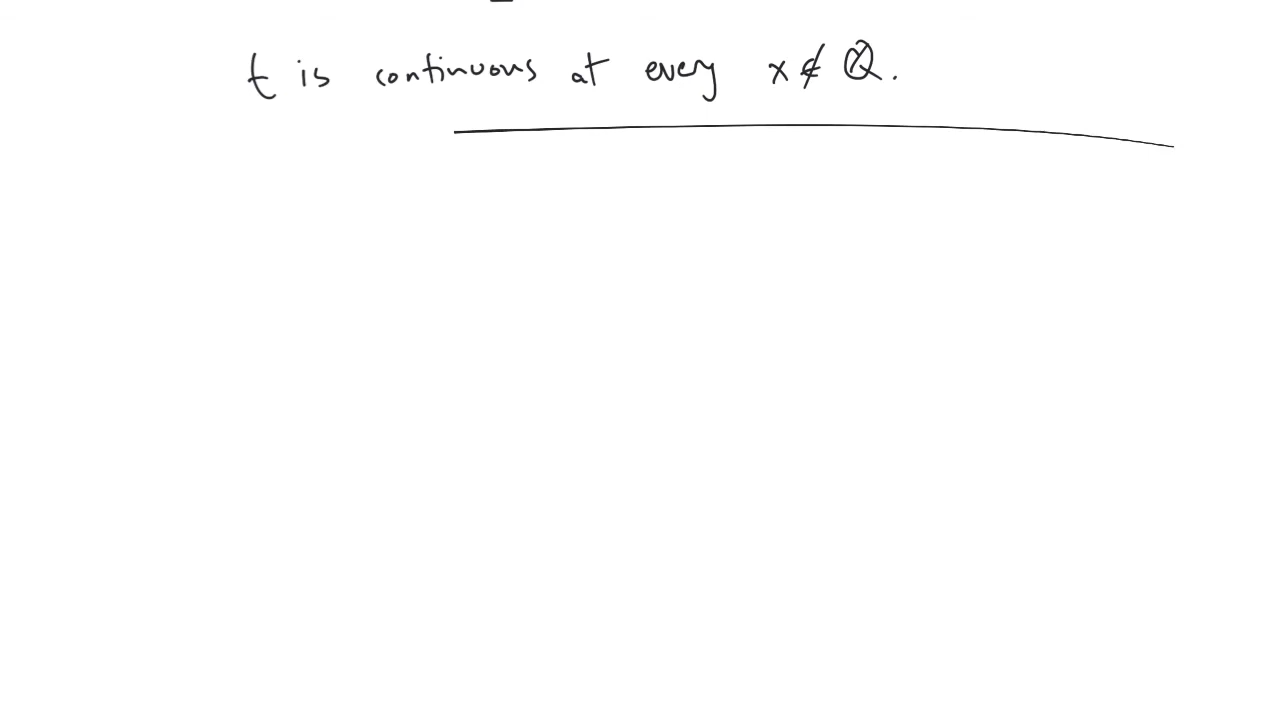 t is continuous at every x ∉ ℚ.